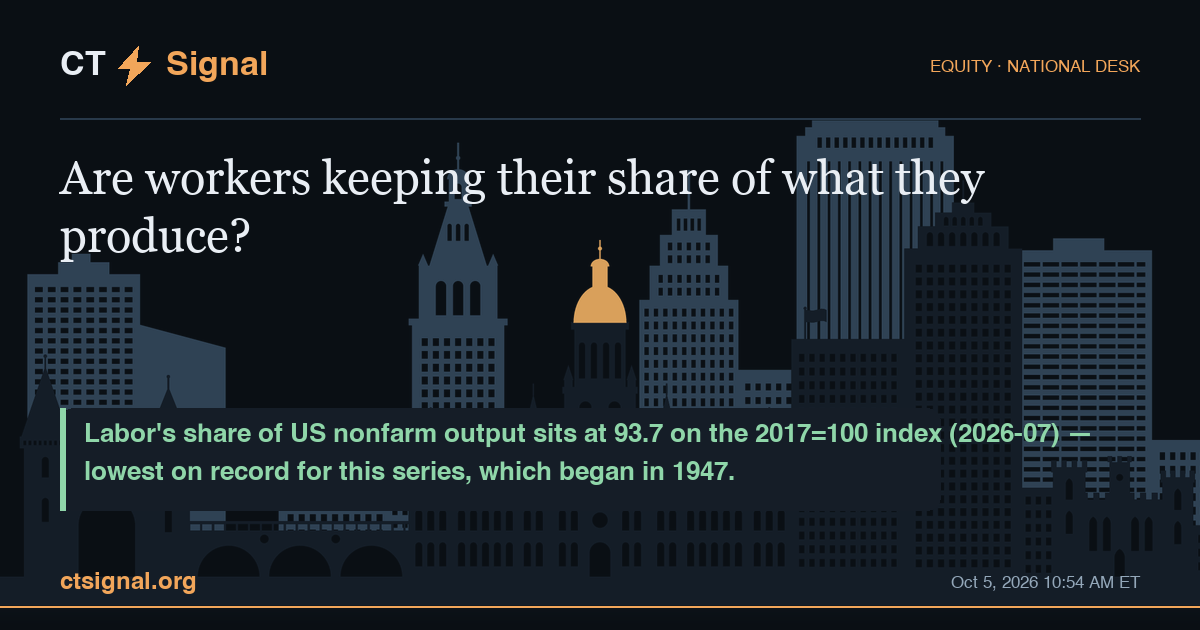 CT Signal
EQUITY · NATIONAL DESK
Are workers keeping their share of what they
produce?
Labor's share of US nonfarm output sits at 93.7 on the 2017=100 index (2026-07) —
lowest on record for this series, which began in 1947.
ctsignal.org
Oct 5, 2026 10:54 AM ET